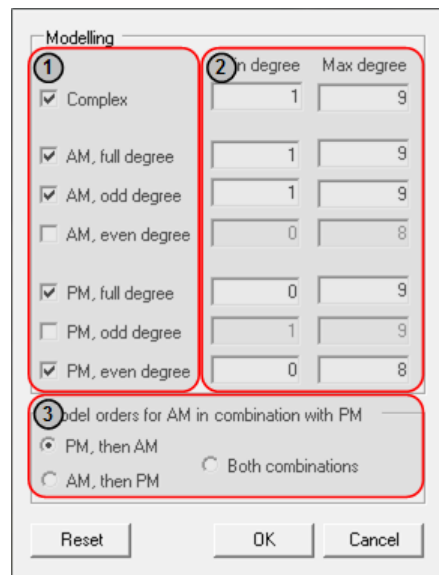 Modelling
1
2
n degree Max degree
Complex 1 9
AM, full degree 1 9
AM, odd degree 1 9
AM, even degree 0 8
PM, full degree 0 9
PM, odd degree 1 9
PM, even degree 0 8
3
odel orders for AM in combination with PM
PM, then AM
Both combinations
AM, then PM
Reset OK Cancel